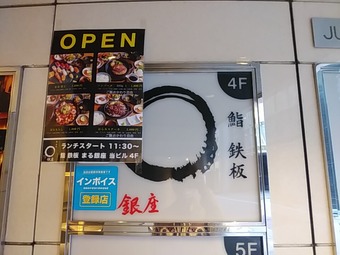 OPEN
ランチスタート 11:30～
鮨 鉄板 まる銀座 当ビル 4F
インボイス
登録店
4F
鮨 鉄板
銀座
5F
JU